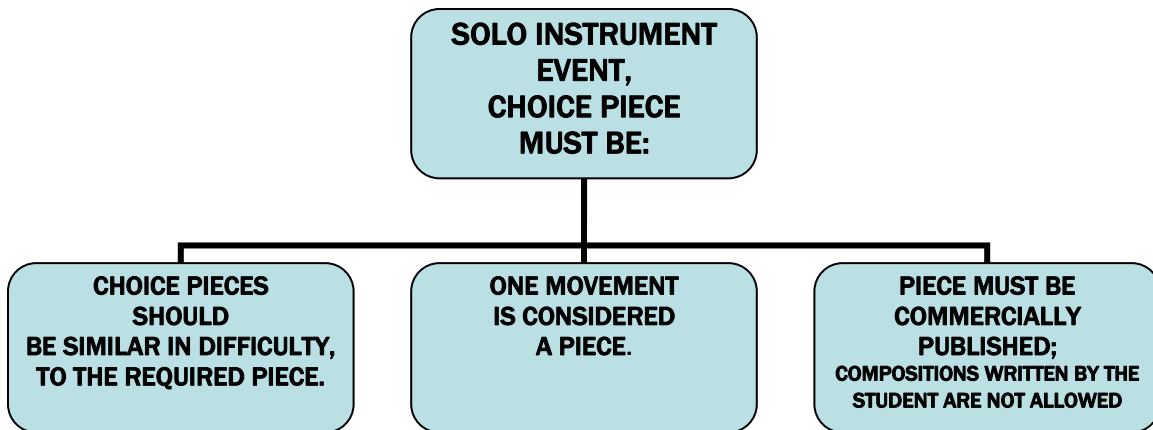 SOLO INSTRUMENT
EVENT,
CHOICE PIECE
MUST BE:
CHOICE PIECES
SHOULD
BE SIMILAR IN DIFFICULTY,
TO THE REQUIRED PIECE.
ONE MOVEMENT
IS CONSIDERED
A PIECE.
PIECE MUST BE
COMMERCIALLY
PUBLISHED;
COMPOSITIONS WRITTEN BY THE
STUDENT ARE NOT ALLOWED